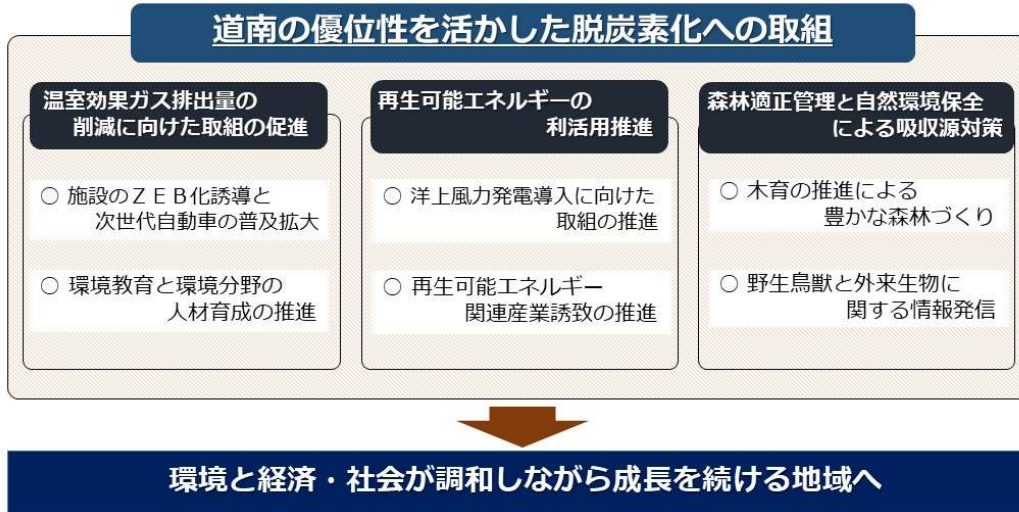 道南の優位性を活かした脱炭素化への取組
温室効果ガス排出量の
削減に向けた取組の促進
○ 施設のＺＥＢ化誘導と
次世代自動車の普及拡大
○ 環境教育と環境分野の
人材育成の推進
再生可能エネルギーの
利活用推進
○ 洋上風力発電導入に向けた
取組の推進
○ 再生可能エネルギー
関連産業誘致の推進
森林適正管理と自然環境保全
による吸収源対策
○ 木育の推進による
豊かな森林づくり
○ 野生鳥獣と外来生物に
関する情報発信
環境と経済・社会が調和しながら成長を続ける地域へ